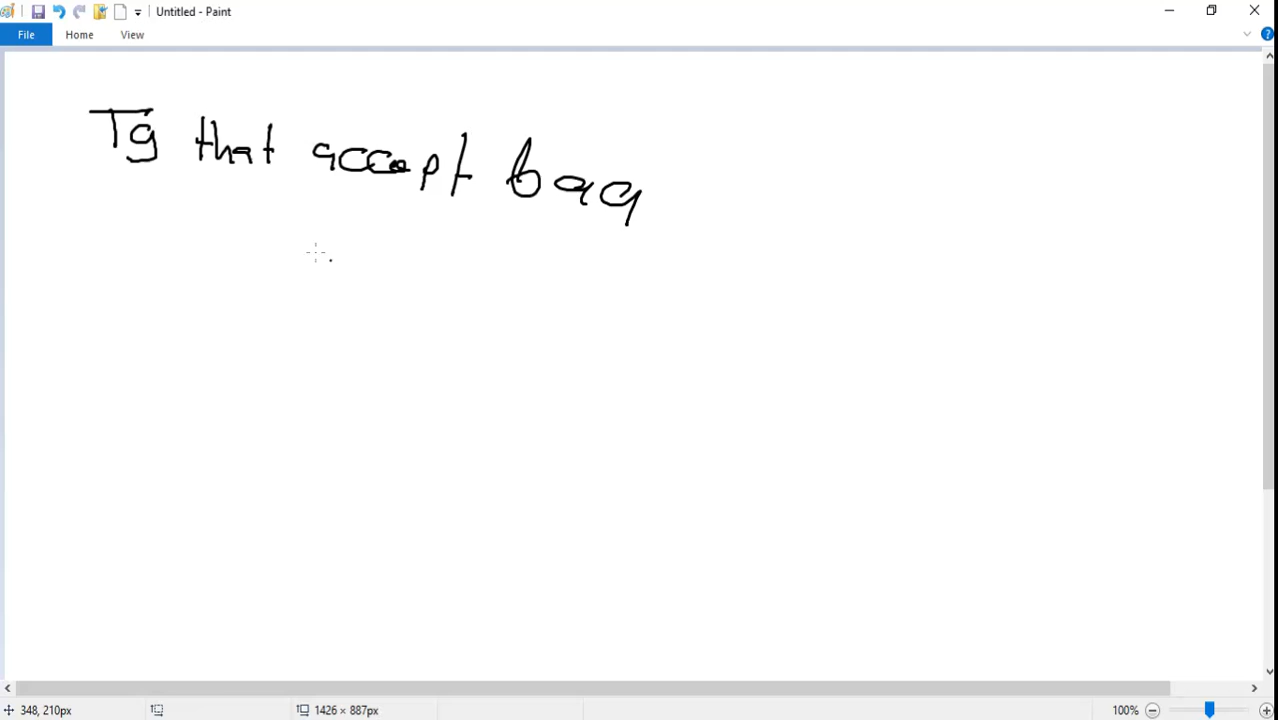 Untitled - Paint
File Home View
TG that accept baa
348, 210px
1426 × 887px
100%